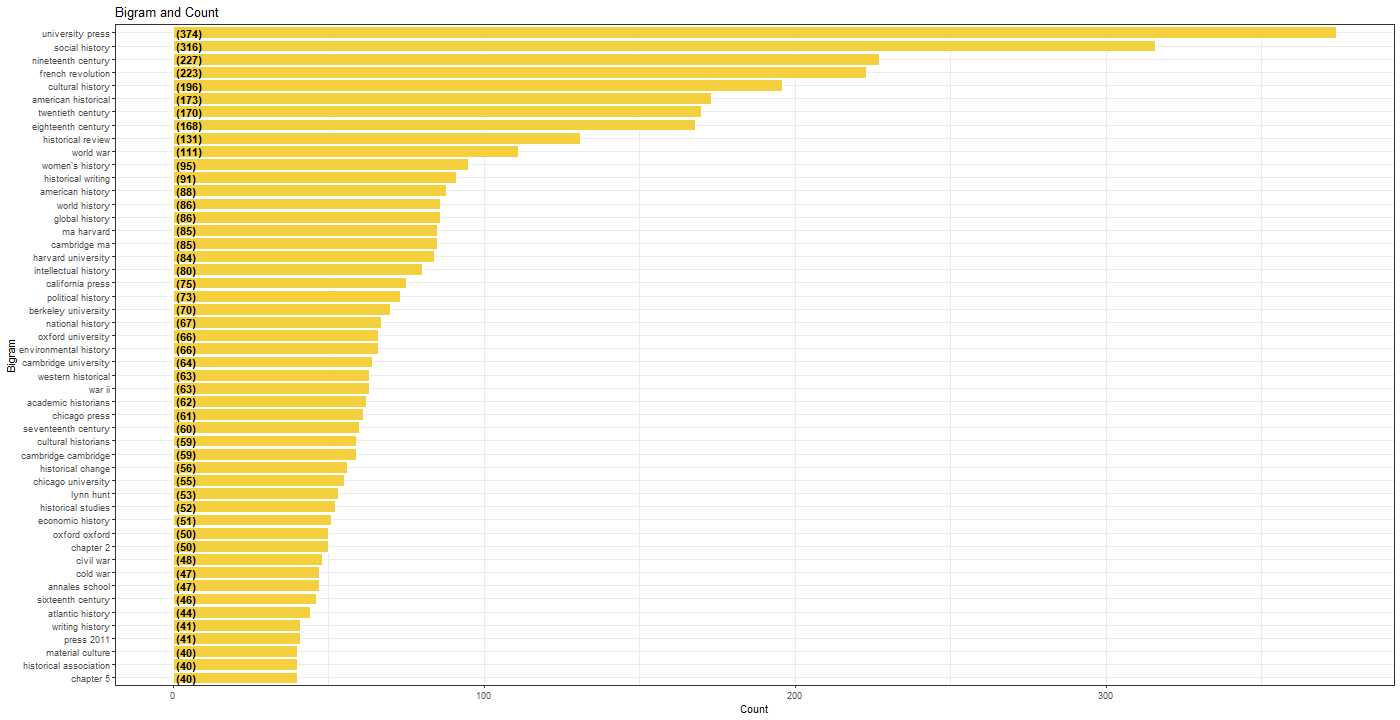 Bigram and Count
university press (374)
social history (316)
nineteenth century (227)
french revolution (223)
cultural history (196)
american historical (173)
twentieth century (170)
eighteenth century (168)
historical review (131)
world war (111)
women's history (95)
historical writing (91)
american history (88)
world history (86)
global history (86)
ma harvard (85)
cambridge ma (85)
harvard university (84)
intellectual history (80)
california press (75)
political history (73)
berkeley university (70)
national history (67)
oxford university (66)
environmental history (66)
cambridge university (64)
western historical (63)
war ii (63)
academic historians (62)
chicago press (61)
seventeenth century (60)
cultural historians (59)
cambridge cambridge (59)
historical change (56)
chicago university (55)
lynn hunt (53)
historical studies (52)
economic history (51)
oxford oxford (50)
chapter 2 (50)
civil war (48)
cold war (47)
annales school (47)
sixteenth century (46)
atlantic history (44)
writing history (41)
press 2011 (41)
material culture (40)
historical association (40)
chapter 5 (40)
0 100 200 300
Count
Bigram